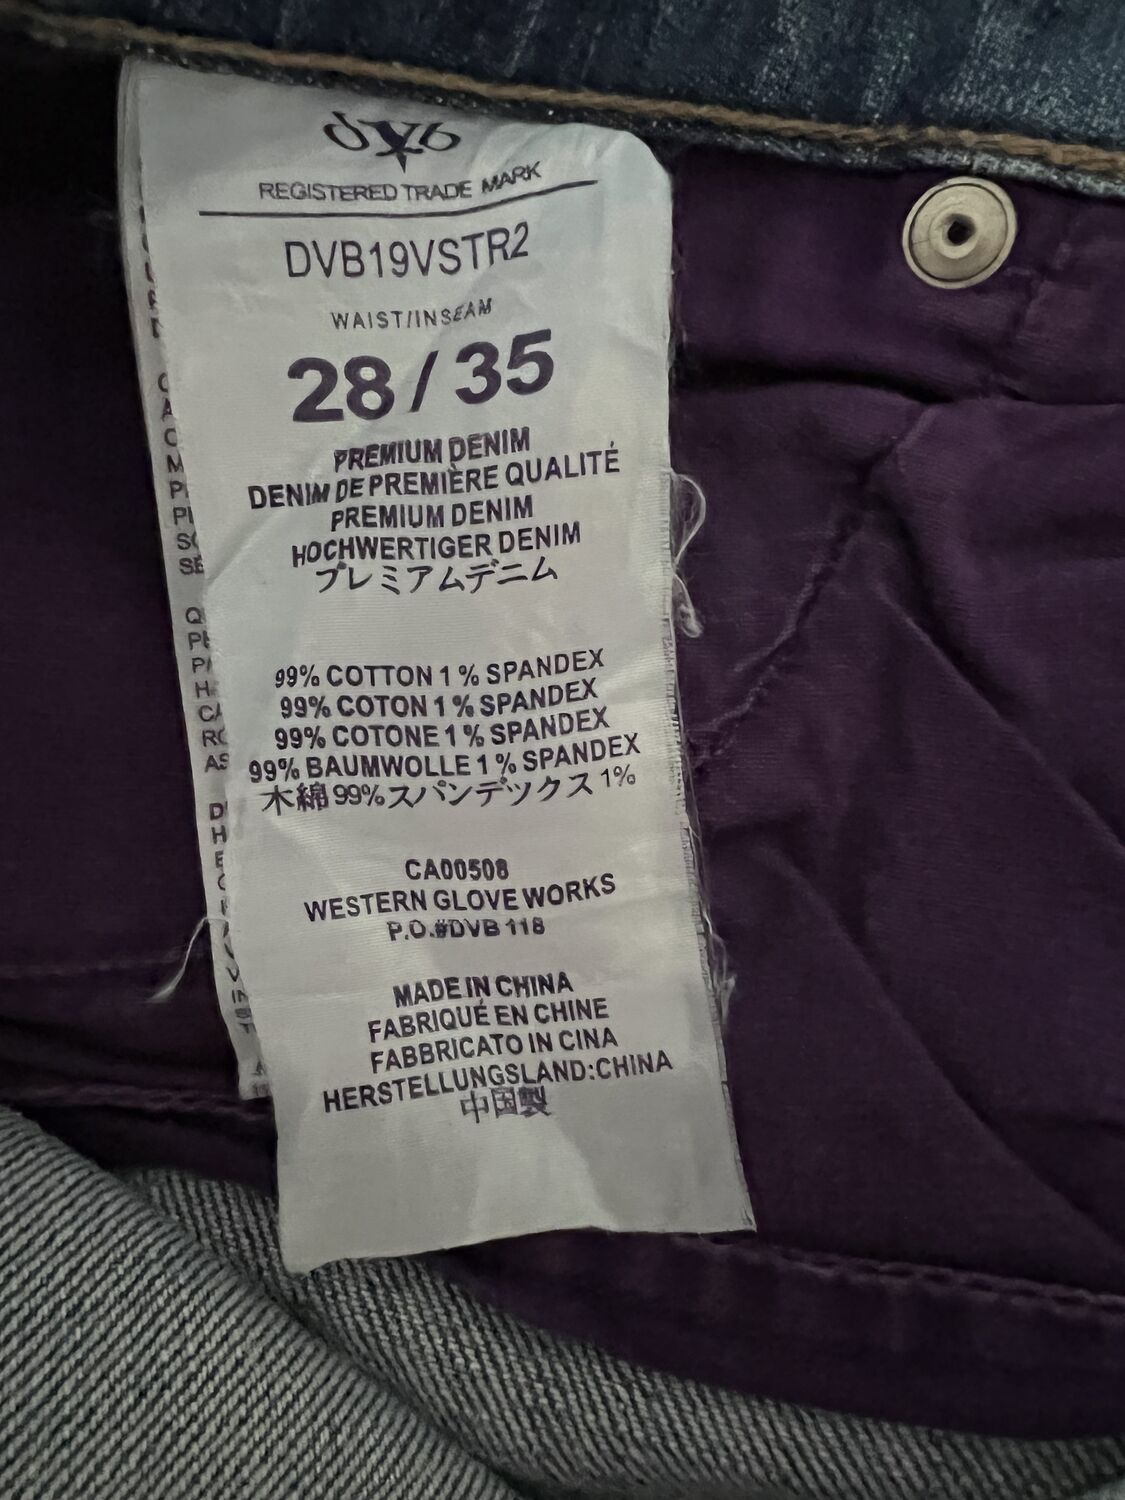 dvb
REGISTERED TRADE MARK
DVB19VSTR2
WAIST/INSEAM
28 / 35
PREMIUM DENIM
DENIM DE PREMIÈRE QUALITÉ
PREMIUM DENIM
HOCHWERTIGER DENIM
プレミアムデニム
99% COTTON 1 % SPANDEX
99% COTON 1 % SPANDEX
99% COTONE 1 % SPANDEX
99% BAUMWOLLE 1 % SPANDEX
木綿 99% スパンデックス 1%
CA00508
WESTERN GLOVE WORKS
P.O.#DVB 118
MADE IN CHINA
FABRIQUÉ EN CHINE
FABBRICATO IN CINA
HERSTELLUNGSLAND:CHINA
中国製